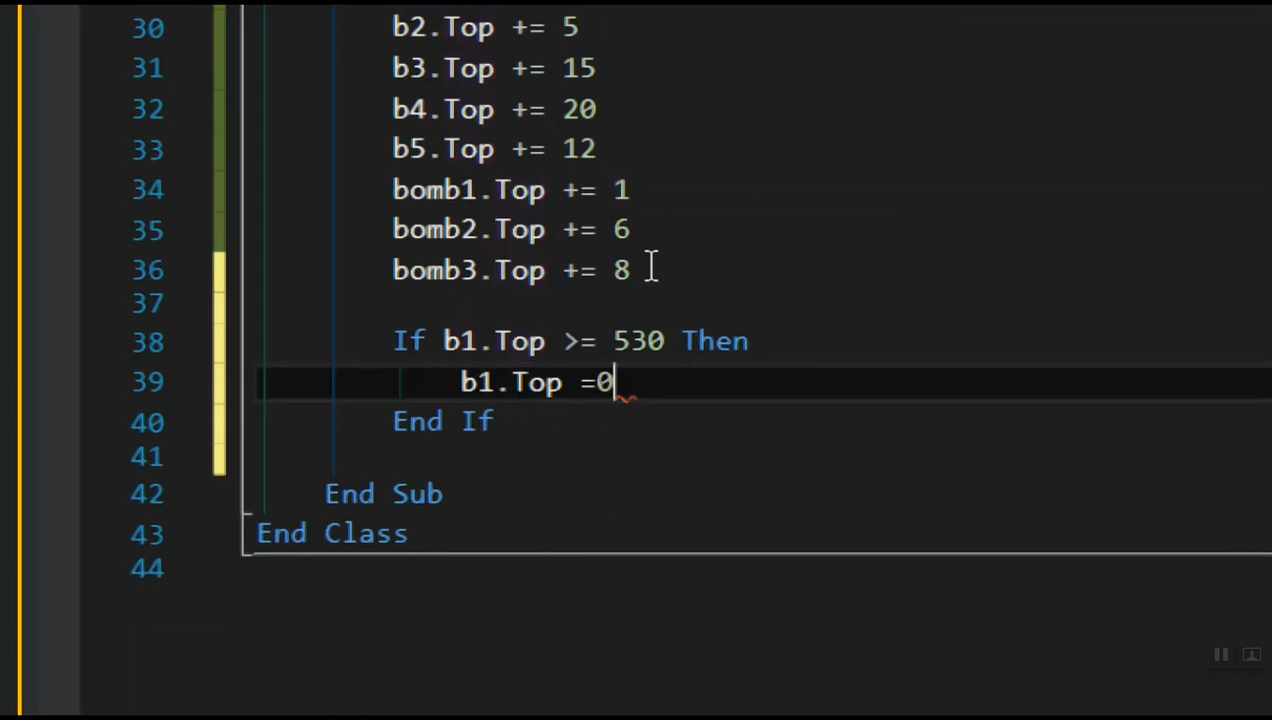 30 b2.Top += 5
31 b3.Top += 15
32 b4.Top += 20
33 b5.Top += 12
34 bomb1.Top += 1
35 bomb2.Top += 6
36 bomb3.Top += 8
37
38 If b1.Top >= 530 Then
39 b1.Top =0
40 End If
41
42 End Sub
43 End Class
44